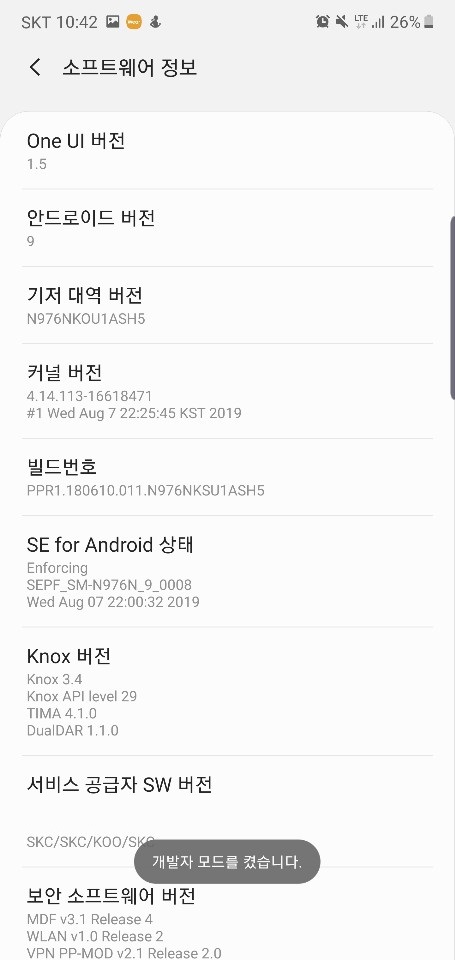 SKT 10:42
LTE
26%
소프트웨어 정보
One UI 버전
1.5
안드로이드 버전
9
기저 대역 버전
N976NKOU1ASH5
커널 버전
4.14.113-16618471
#1 Wed Aug 7 22:25:45 KST 2019
빌드번호
PPR1.180610.011.N976NKSU1ASH5
SE for Android 상태
Enforcing
SEPF_SM-N976N_9_0008
Wed Aug 07 22:00:32 2019
Knox 버전
Knox 3.4
Knox API level 29
TIMA 4.1.0
DualDAR 1.1.0
서비스 공급자 SW 버전
SKC/SKC/KOO/SKC
개발자 모드를 켰습니다.
보안 소프트웨어 버전
MDF v3.1 Release 4
WLAN v1.0 Release 2
VPN PP-MOD v2.1 Release 2.0